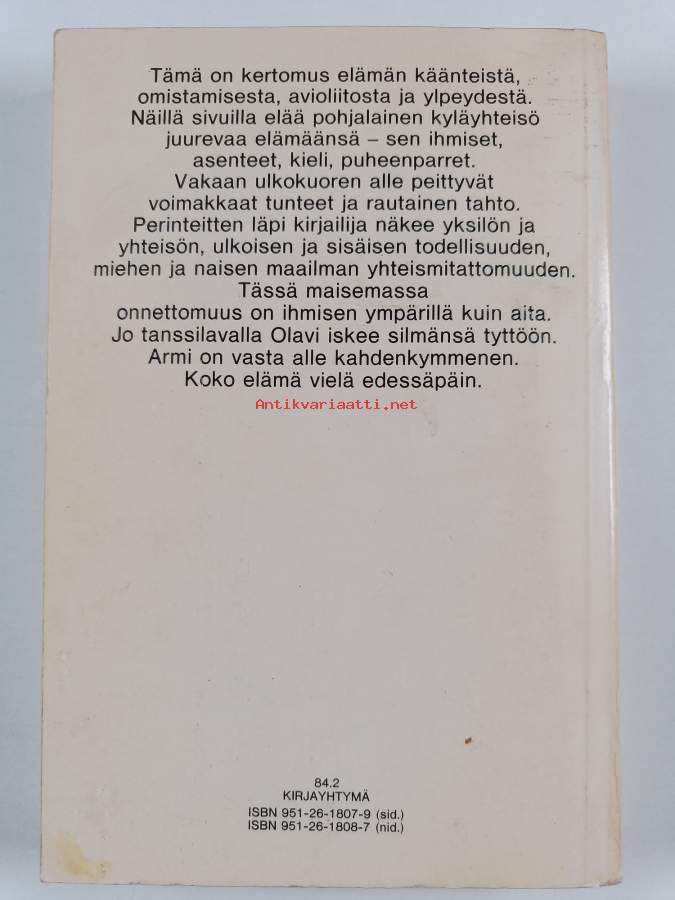 Tämä on kertomus elämän käänteistä,
omistamisesta, avioliitosta ja ylpeydestä.
Näillä sivuilla elää pohjalainen kyläyhteisö
juurevaa elämäänsä – sen ihmiset,
asenteet, kieli, puheenparret.
Vakaan ulkokuoren alle peittyvät
voimakkaat tunteet ja rautainen tahto.
Perinteitten läpi kirjailija näkee yksilön ja
yhteisön, ulkoisen ja sisäisen todellisuuden,
miehen ja naisen maailman yhteismitattomuuden.
Tässä maisemassa
onnettomuus on ihmisen ympärillä kuin aita.
Jo tanssilavalla Olavi iskee silmänsä tyttöön.
Armi on vasta alle kahdenkymmenen.
Koko elämä vielä edessäpäin.
Antikvariaatti.net
84.2
KIRJAYHTYMÄ
ISBN 951-26-1807-9 (sid.)
ISBN 951-26-1808-7 (nid.)